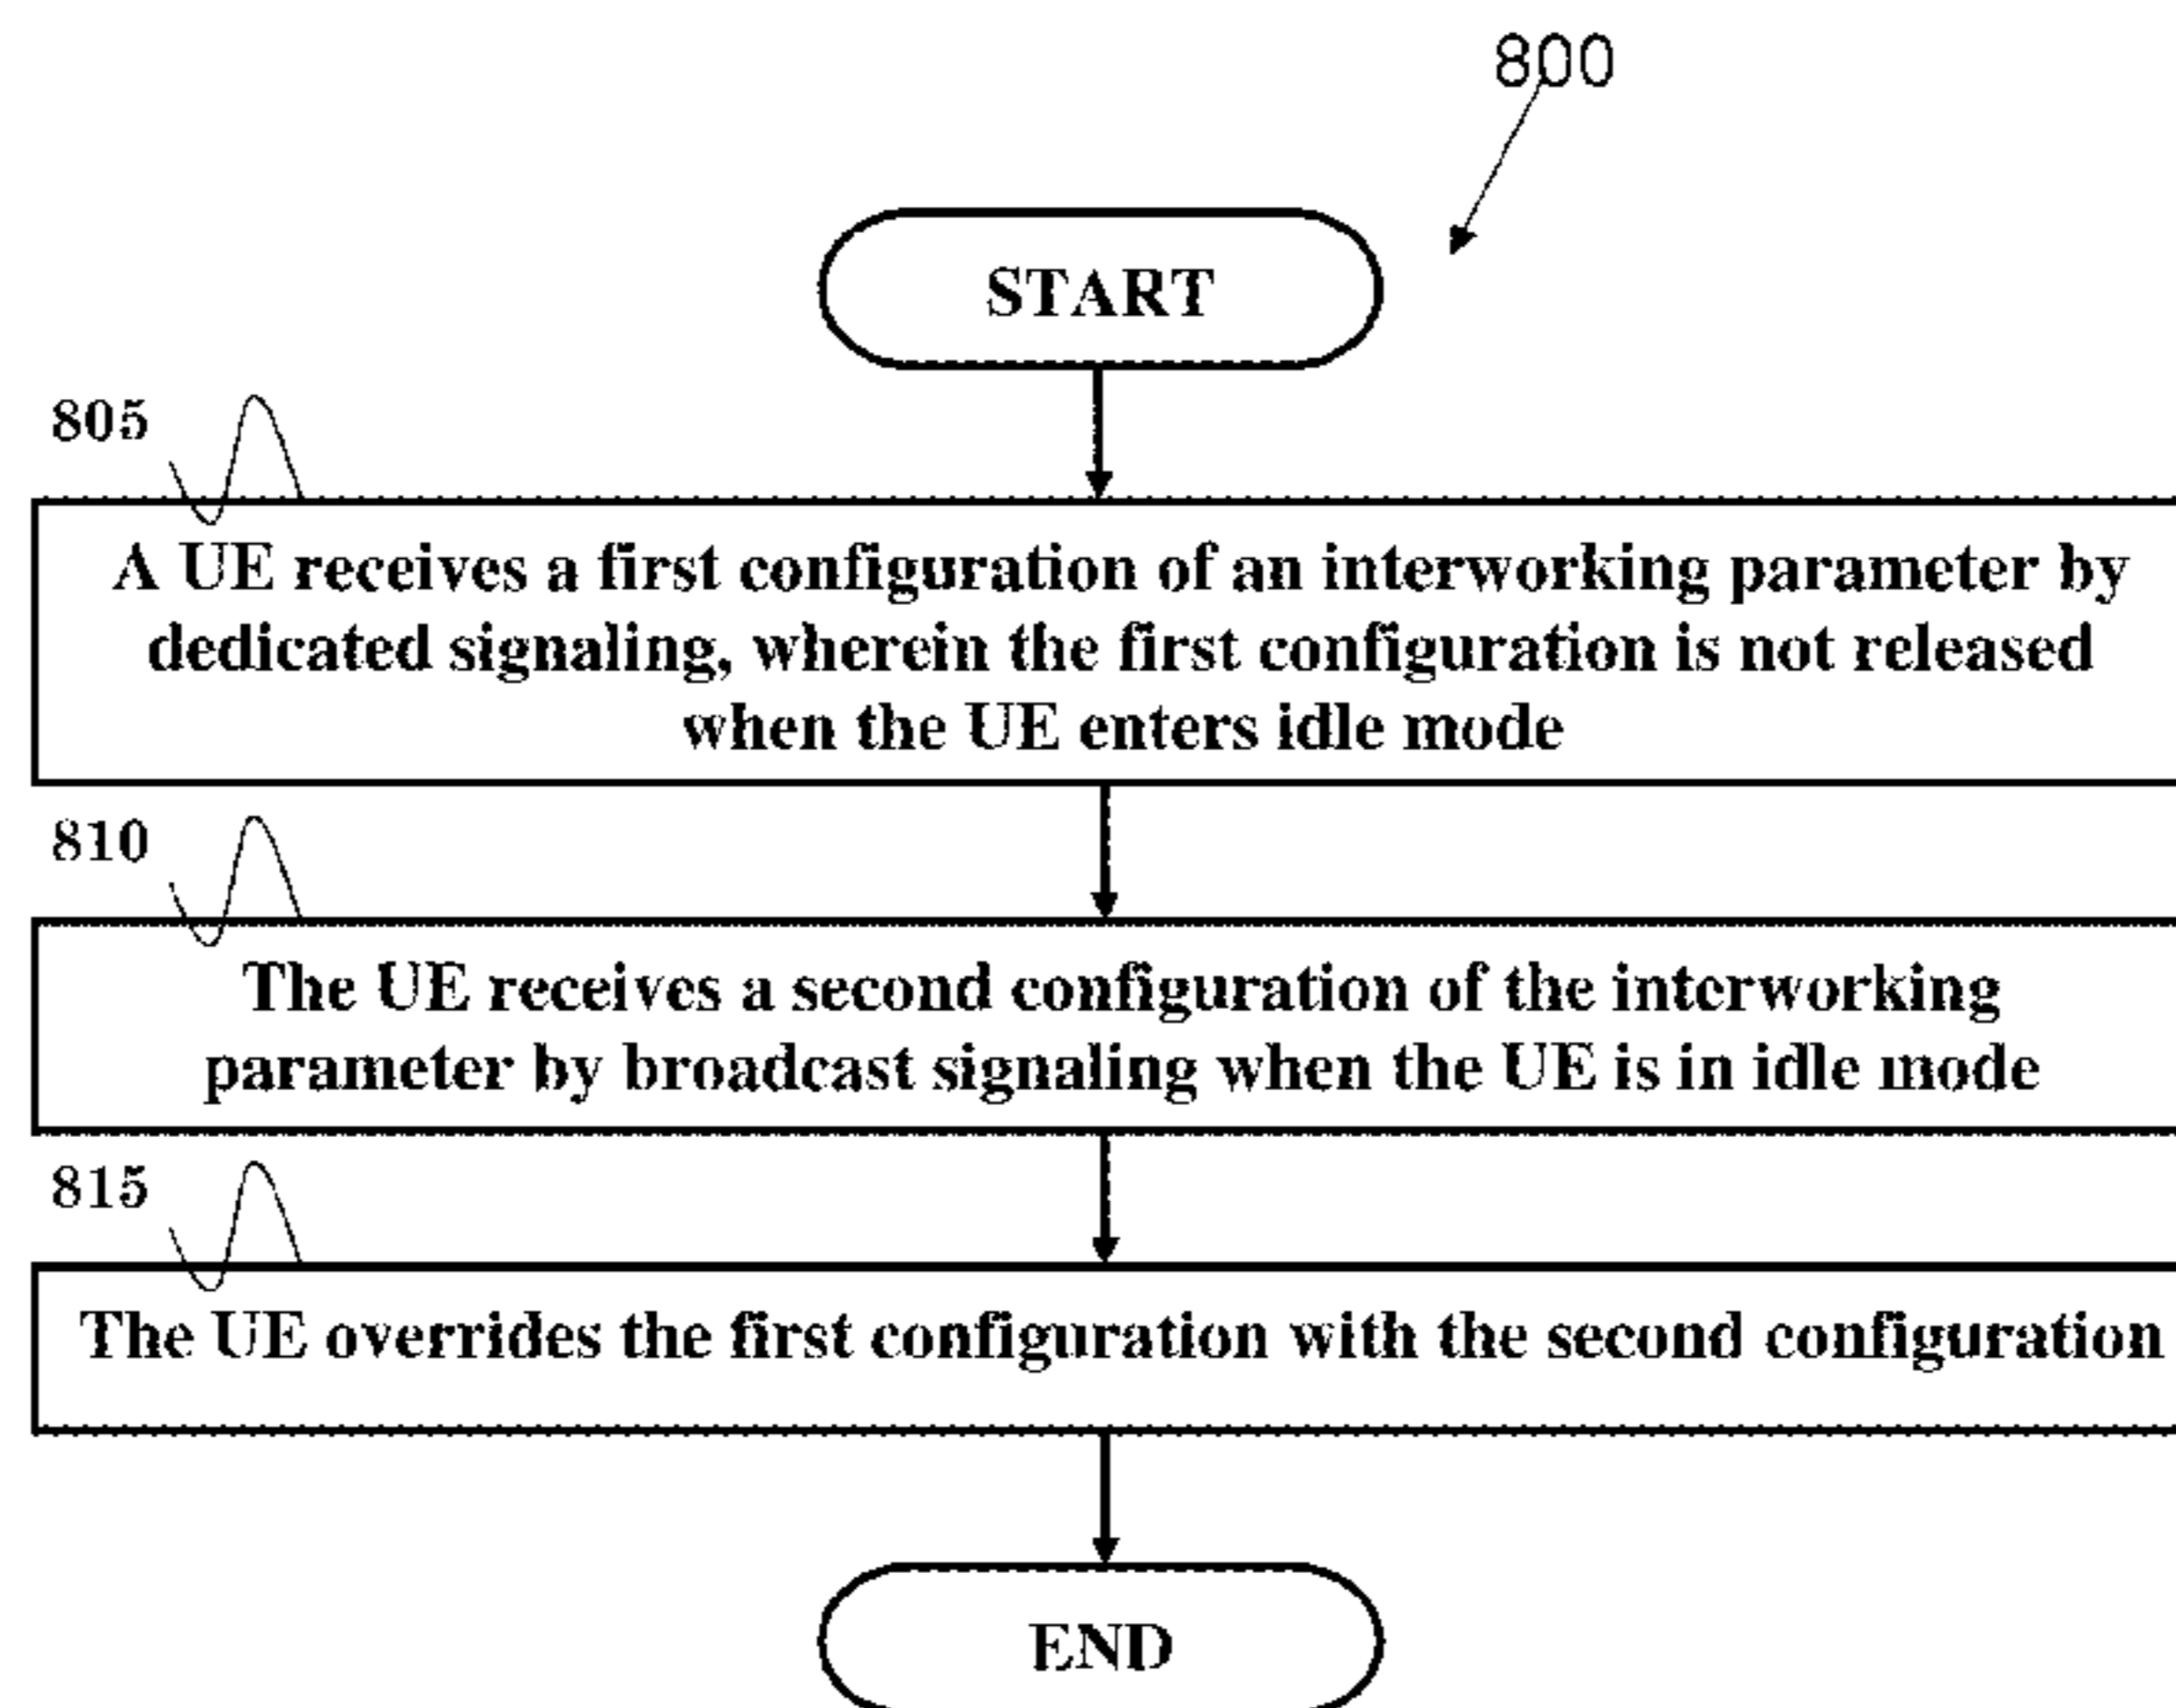 800
START
805
A UE receives a first configuration of an interworking parameter by
dedicated signaling, wherein the first configuration is not released
when the UE enters idle mode
810
The UE receives a second configuration of the interworking
parameter by broadcast signaling when the UE is in idle mode
815
The UE overrides the first configuration with the second configuration
END